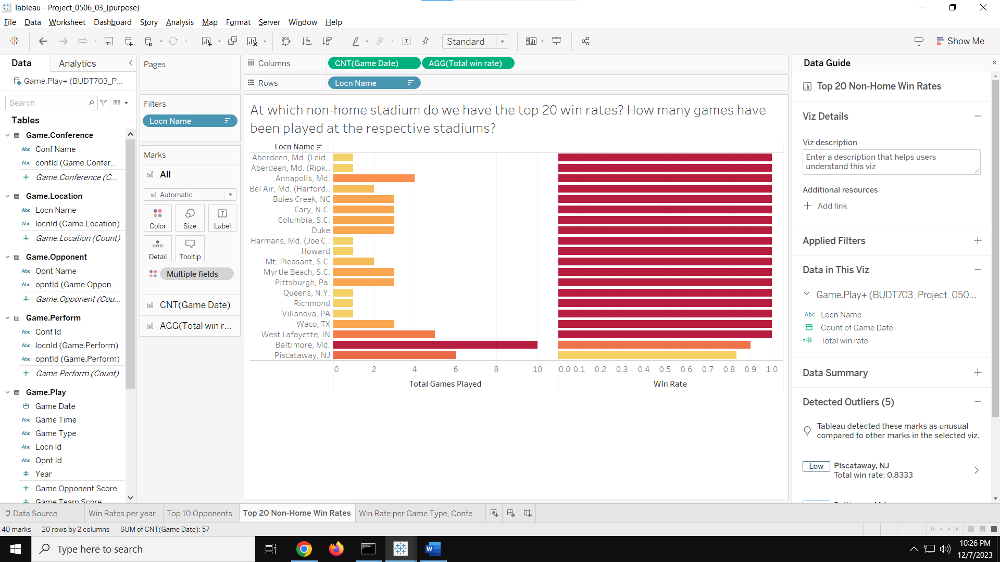 Tableau - Project_0506_03_{purpose}
File Data Worksheet Dashboard Story Analysis Map Format Server Window Help
Standard
Show Me
Data Analytics
Game.Play+ (BUDT703_P...
Search
Tables
Game.Conference
Abc Conf Name
Abc confId (Game.Confer...
# Game.Conference (C...
Game.Location
Abc Locn Name
Abc locnId (Game.Location)
# Game.Location (Count)
Game.Opponent
Abc Opnt Name
Abc opntId (Game.Oppon...
# Game.Opponent (Cou...
Game.Perform
Abc Conf Id
Abc locnId (Game.Perform)
Abc opntId (Game.Perform)
# Game.Perform (Count)
Game.Play
Game Date
Abc Game Time
Abc Game Type
Abc Locn Id
Abc Opnt Id
# Year
# Game Opponent Score
# Game Team Score
Pages
Filters
Locn Name
Marks
All
Automatic
Color Size Label
Detail Tooltip
Multiple fields
CNT(Game Date)
AGG(Total win r...
Columns CNT(Game Date) AGG(Total win rate)
Rows Locn Name
At which non-home stadium do we have the top 20 win rates? How many games have
been played at the respective stadiums?
Locn Name
Aberdeen, Md. (Leid..
Aberdeen, Md. (Ripk..
Annapolis, Md.
Bel Air, Md. (Harford..
Buies Creek, NC
Cary, N.C.
Columbia, S.C.
Duke
Harmans, Md. (Joe C..
Howard
Mt. Pleasant, S.C.
Myrtle Beach, S.C.
Pittsburgh, Pa.
Queens, N.Y.
Richmond
Villanova, PA
Waco, TX
West Lafayette, IN
Baltimore, Md.
Piscataway, NJ
0 2 4 6 8 10
Total Games Played
0.0 0.1 0.2 0.3 0.4 0.5 0.6 0.7 0.8 0.9 1.0
Win Rate
Data Guide
Top 20 Non-Home Win Rates
Viz Details
Viz description
Enter a description that helps users
understand this viz
Additional resources
Add link
Applied Filters
Data in This Viz
Game.Play+ (BUDT703_Project_050...
Abc Locn Name
Count of Game Date
Total win rate
Data Summary
Detected Outliers (5)
Tableau detected these marks as unusual
compared to other marks in the selected viz.
Low Piscataway, NJ
Total win rate: 0.8333
Data Source Win Rates per year Top 10 Opponents Top 20 Non-Home Win Rates Win Rate per Game Type, Confe...
40 marks 20 rows by 2 columns SUM of CNT(Game Date): 57
Type here to search
10:26 PM
12/7/2023